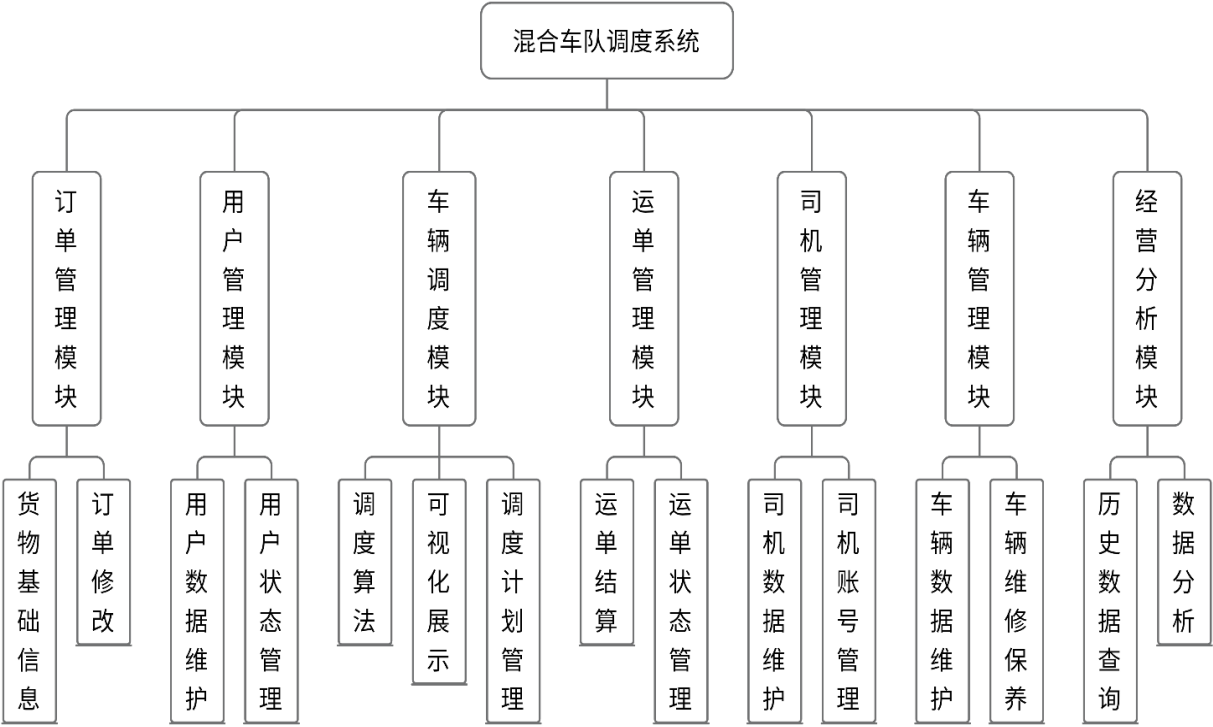 混合车队调度系统
订单管理模块
用户管理模块
车辆调度模块
运单管理模块
司机管理模块
车辆管理模块
经营分析模块
货物基础信息
订单修改
用户数据维护
用户状态管理
调度算法
可视化展示
调度计划管理
运单结算
运单状态管理
司机数据维护
司机账号管理
车辆数据维护
车辆维修保养
历史数据查询
数据分析